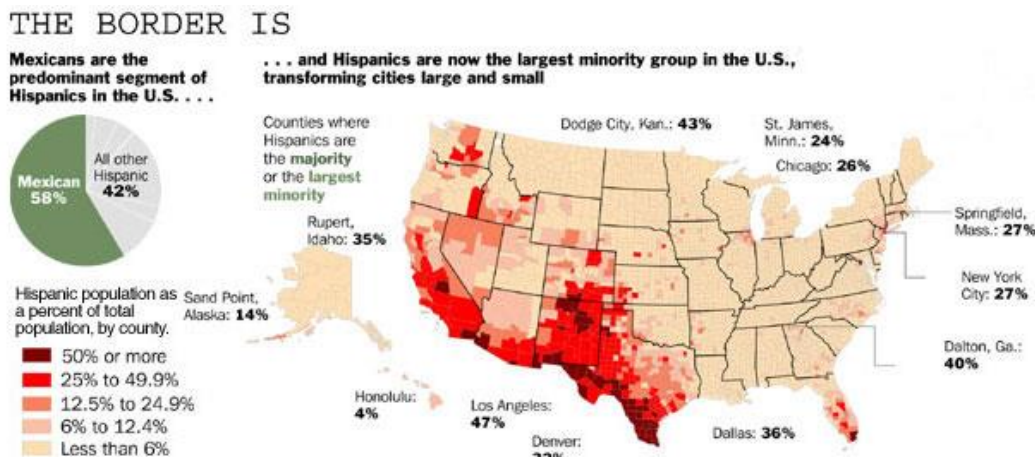 THE BORDER IS
Mexicans are the
predominant segment of
Hispanics in the U.S. . . .
Mexican
58%
All other
Hispanic
42%
. . . and Hispanics are now the largest minority group in the U.S.,
transforming cities large and small
Counties where
Hispanics are
the majority
or the largest
minority
Dodge City, Kan.: 43%
St. James,
Minn.: 24%
Chicago: 26%
Rupert,
Idaho: 35%
Springfield,
Mass.: 27%
New York
City: 27%
Sand Point,
Alaska: 14%
Dalton, Ga.:
40%
Honolulu:
4%
Los Angeles:
47%
Denver:
Dallas: 36%
Hispanic population as
a percent of total
population, by county.
50% or more
25% to 49.9%
12.5% to 24.9%
6% to 12.4%
Less than 6%